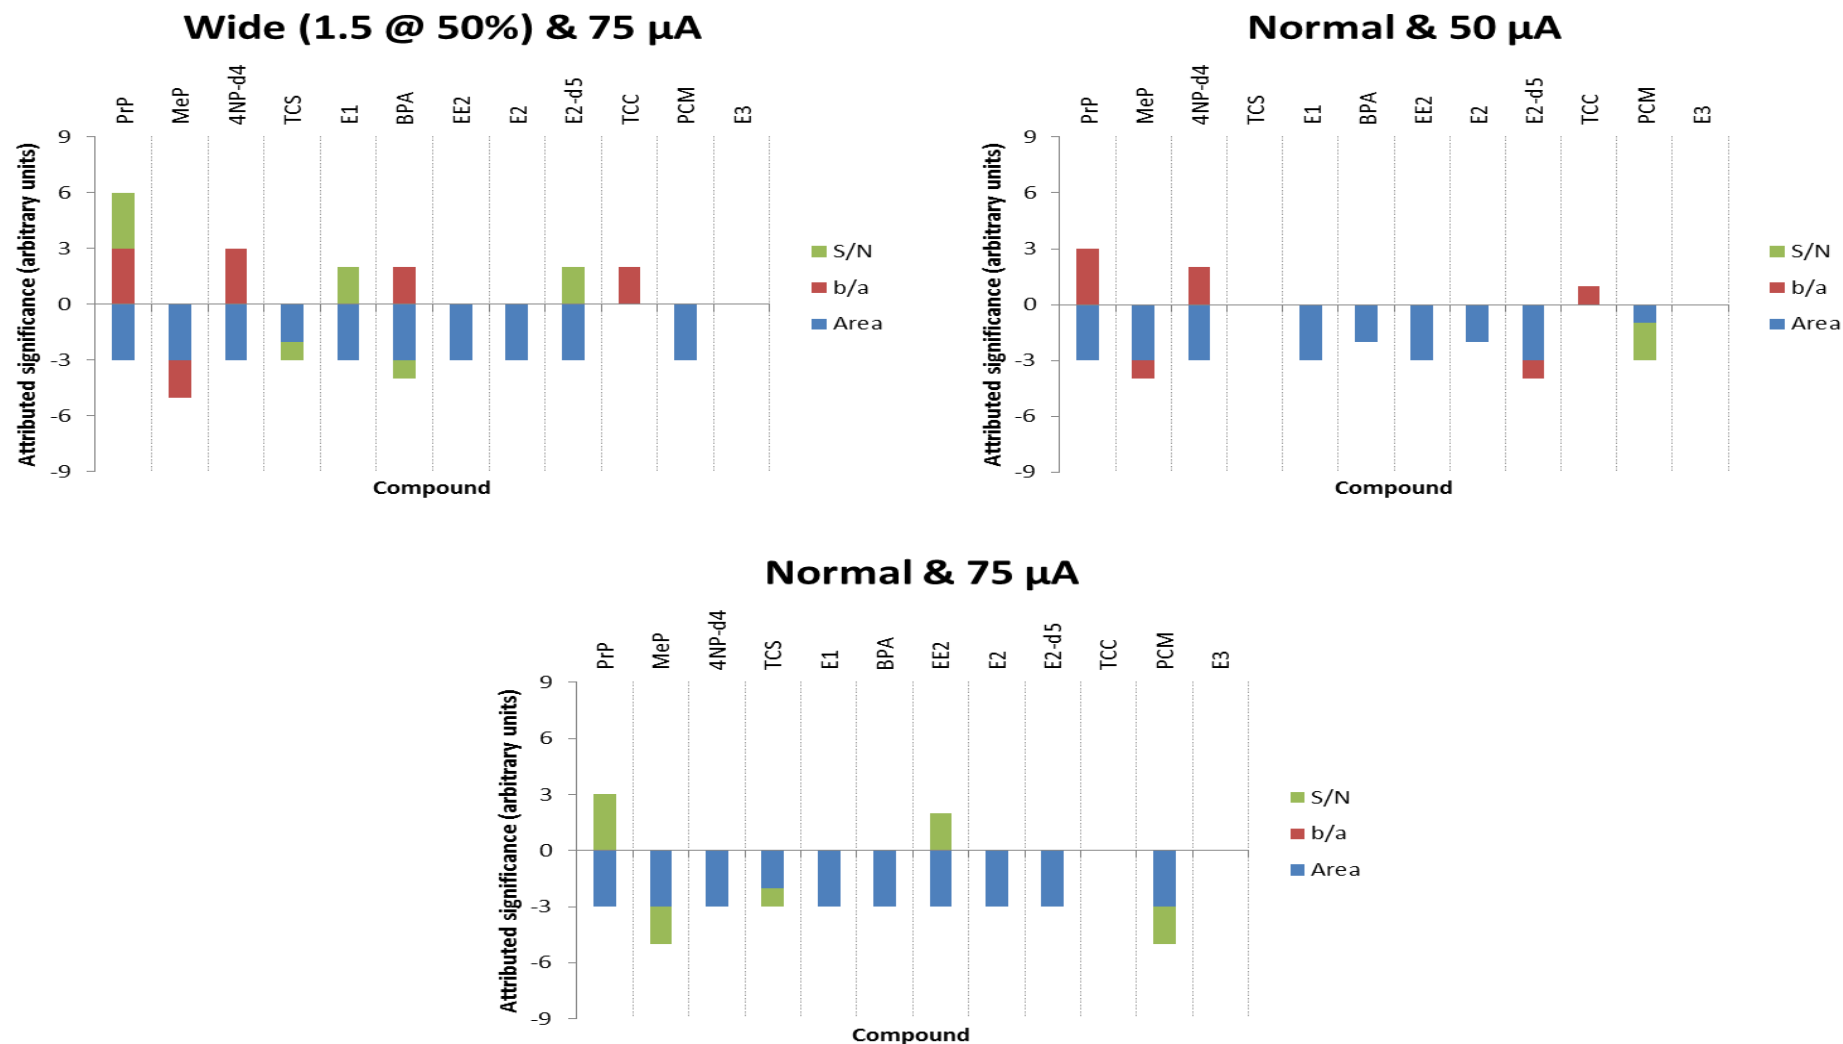 Wide (1.5 @ 50%) & 75 µA
PrP MeP 4NP-d4 TCS E1 BPA EE2 E2 E2-d5 TCC PCM E3
Attributed significance (arbitrary units)
9
6
3
0
-3
-6
-9
Compound
S/N
b/a
Area
Normal & 50 µA
PrP MeP 4NP-d4 TCS E1 BPA EE2 E2 E2-d5 TCC PCM E3
Attributed significance (arbitrary units)
9
6
3
0
-3
-6
-9
Compound
S/N
b/a
Area
Normal & 75 µA
PrP MeP 4NP-d4 TCS E1 BPA EE2 E2 E2-d5 TCC PCM E3
Attributed significance (arbitrary units)
9
6
3
0
-3
-6
-9
Compound
S/N
b/a
Area